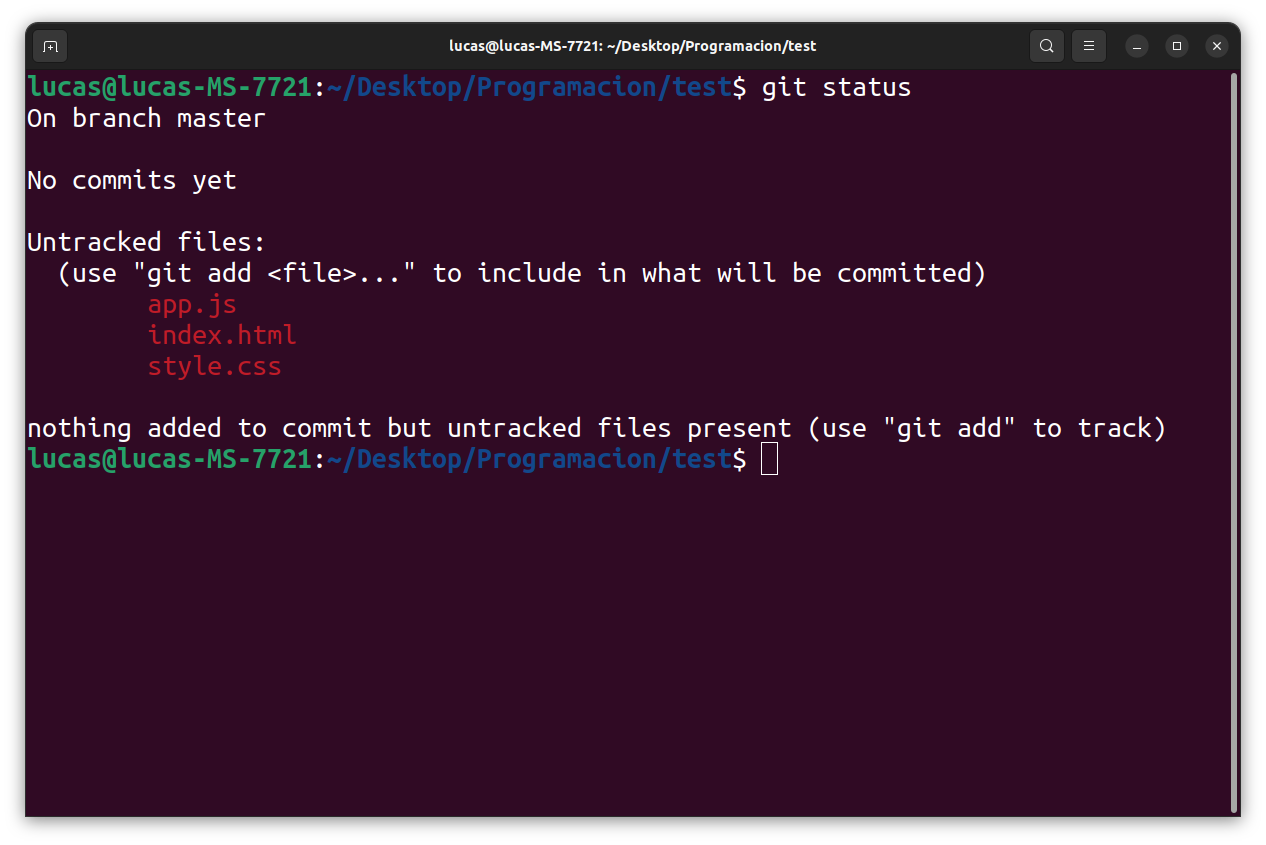 lucas@lucas-MS-7721: ~/Desktop/Programacion/test
lucas@lucas-MS-7721:~/Desktop/Programacion/test$ git status
On branch master

No commits yet

Untracked files:
  (use "git add <file>..." to include in what will be committed)
        app.js
        index.html
        style.css

nothing added to commit but untracked files present (use "git add" to track)
lucas@lucas-MS-7721:~/Desktop/Programacion/test$